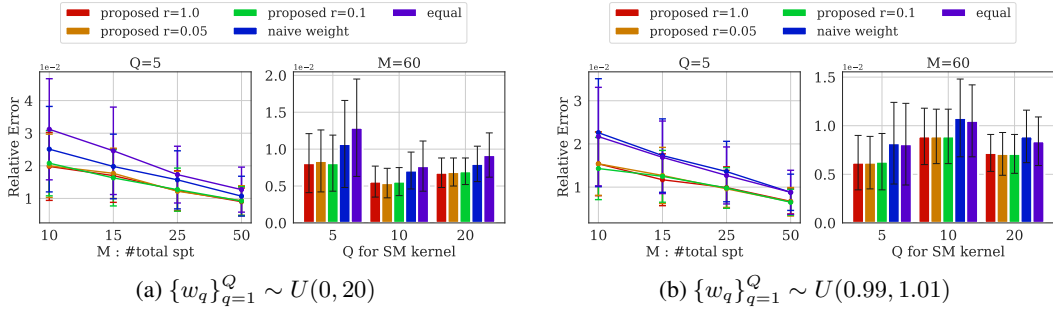 proposed r=1.0
proposed r=0.1
equal
proposed r=0.05
naive weight
1e-2
Q=5
Relative Error
4
3
2
1
10
15
25
50
M : #total spt
1e-2
M=60
2.0
1.5
1.0
0.5
0.0
5
10
20
Q for SM kernel
(a) {w_q}_{q=1}^Q ∼ U(0, 20)
proposed r=1.0
proposed r=0.1
equal
proposed r=0.05
naive weight
1e-2
Q=5
Relative Error
3
2
1
10
15
25
50
M : #total spt
1e-2
M=60
1.5
1.0
0.5
0.0
5
10
20
Q for SM kernel
(b) {w_q}_{q=1}^Q ∼ U(0.99, 1.01)